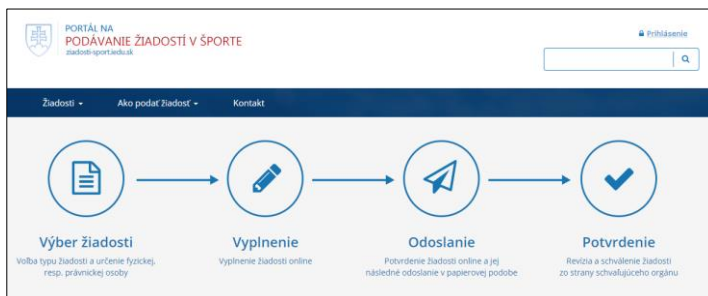 PORTÁL NA
PODÁVANIE ŽIADOSTÍ V ŠPORTE
ziadosti-sport.iedu.sk
Prihlásenie
Žiadosti
Ako podať žiadosť
Kontakt
Výber žiadosti
Voľba typu žiadosti a určenie fyzickej,
resp. právnickej osoby
Vyplnenie
Vyplnenie žiadosti online
Odoslanie
Potvrdenie žiadosti online a jej
následné odoslanie v papierovej podobe
Potvrdenie
Revízia a schválenie žiadosti
zo strany schvaľujúceho orgánu